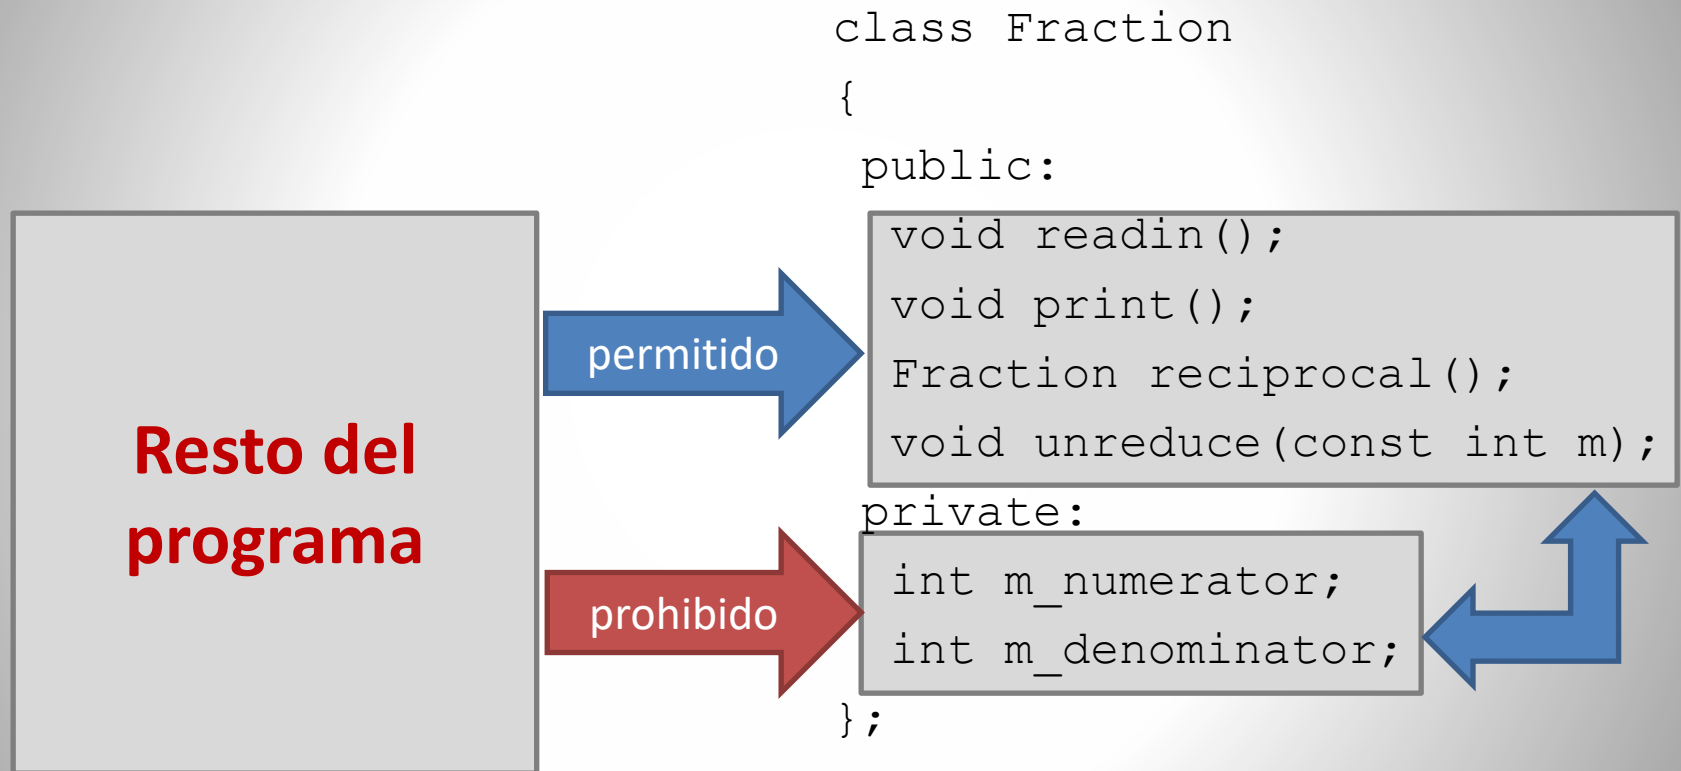 class Fraction
{
public:
void readin();
void print();
Fraction reciprocal();
void unreduce(const int m);
private:
int m_numerator;
int m_denominator;
};
Resto del
programa
permitido
prohibido